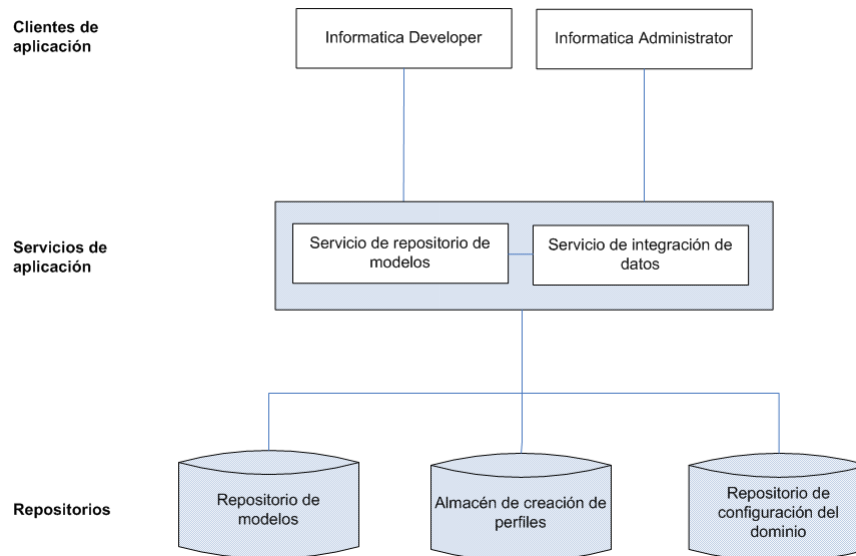 Clientes de
aplicación
Informatica Developer
Informatica Administrator
Servicios de
aplicación
Servicio de repositorio de
modelos
Servicio de integración de
datos
Repositorios
Repositorio de
modelos
Almacén de creación de
perfiles
Repositorio de
configuración del
dominio